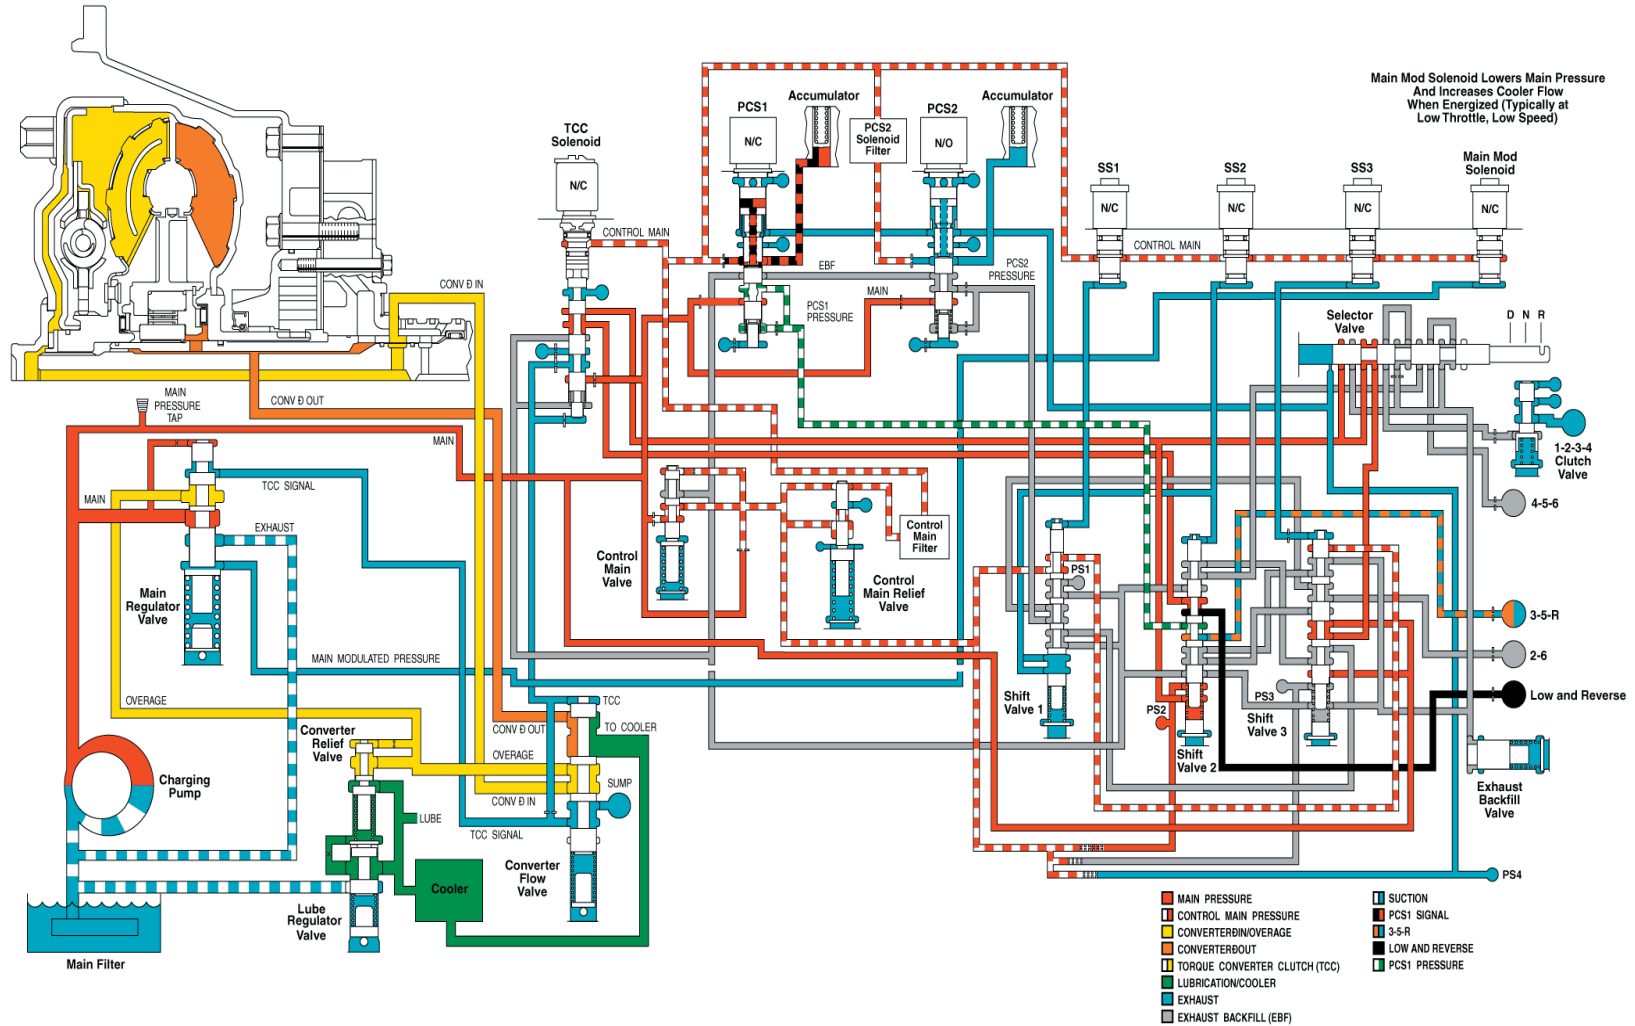 Main Mod Solenoid Lowers Main Pressure
And Increases Cooler Flow
When Energized (Typically at
Low Throttle, Low Speed)
PCS1
Accumulator
PCS2
Accumulator
N/C
PCS2
Solenoid
Filter
N/O
TCC
Solenoid
N/C
SS1
SS2
SS3
Main Mod
Solenoid
N/C
N/C
N/C
N/C
CONTROL MAIN
CONTROL MAIN
EBF
PCS2
PRESSURE
MAIN
PCS1
PRESSURE
CONV Ð IN
Selector
Valve
D N R
MAIN
PRESSURE
TAP
CONV Ð OUT
MAIN
1-2-3-4
Clutch
Valve
TCC SIGNAL
MAIN
EXHAUST
4-5-6
Control
Main
Filter
Control
Main
Valve
Control
Main Relief
Valve
PS1
Main
Regulator
Valve
3-5-R
2-6
MAIN MODULATED PRESSURE
OVERAGE
TCC
Shift
Valve 1
PS2
PS3
Shift
Valve 3
Low and Reverse
Converter
Relief
Valve
CONV Ð OUT
TO COOLER
OVERAGE
Shift
Valve 2
Charging
Pump
SUMP
CONV Ð IN
Exhaust
Backfill
Valve
LUBE
TCC SIGNAL
Converter
Flow
Valve
Cooler
PS4
Lube
Regulator
Valve
Main Filter
MAIN PRESSURE
CONTROL MAIN PRESSURE
CONVERTERÐIN/OVERAGE
CONVERTERÐOUT
TORQUE CONVERTER CLUTCH (TCC)
LUBRICATION/COOLER
EXHAUST
EXHAUST BACKFILL (EBF)
SUCTION
PCS1 SIGNAL
3-5-R
LOW AND REVERSE
PCS1 PRESSURE